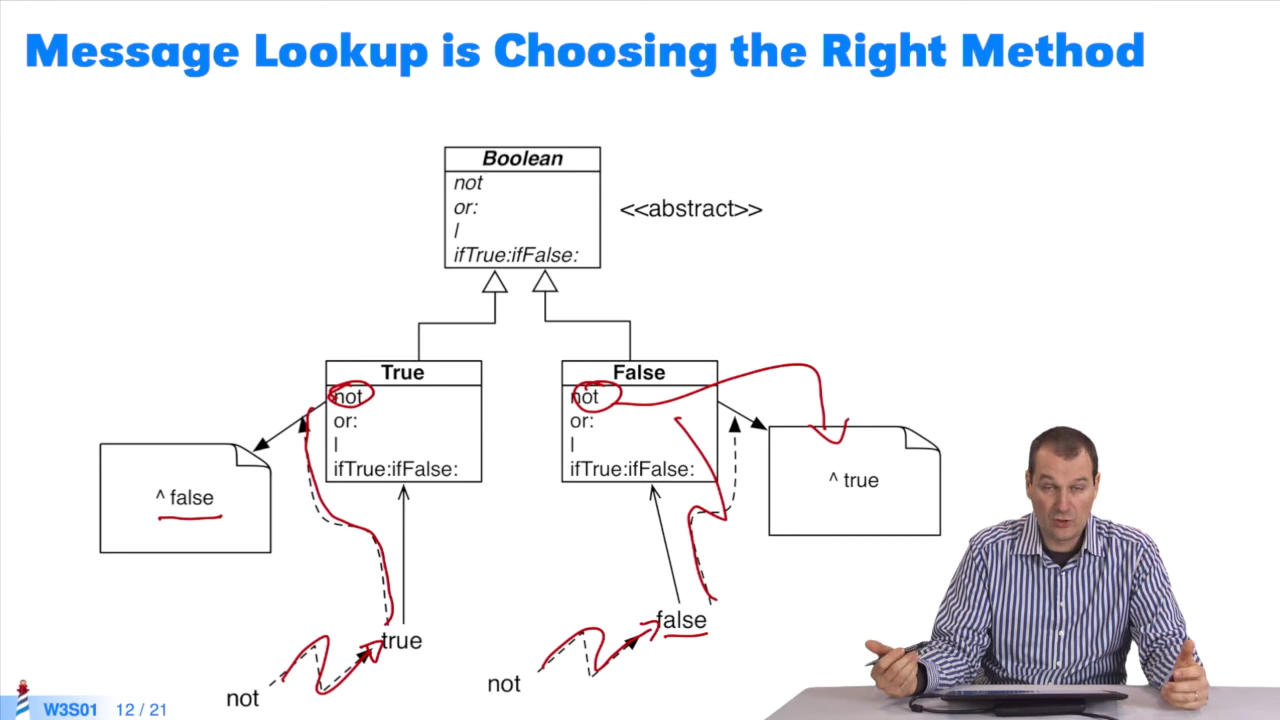 Message Lookup is Choosing the Right Method
Boolean
not
or:
|
ifTrue:ifFalse:
<<abstract>>
True
not
or:
|
ifTrue:ifFalse:
False
not
or:
|
ifTrue:ifFalse:
^ false
^ true
true
not
false
not
W3S01 12 / 21